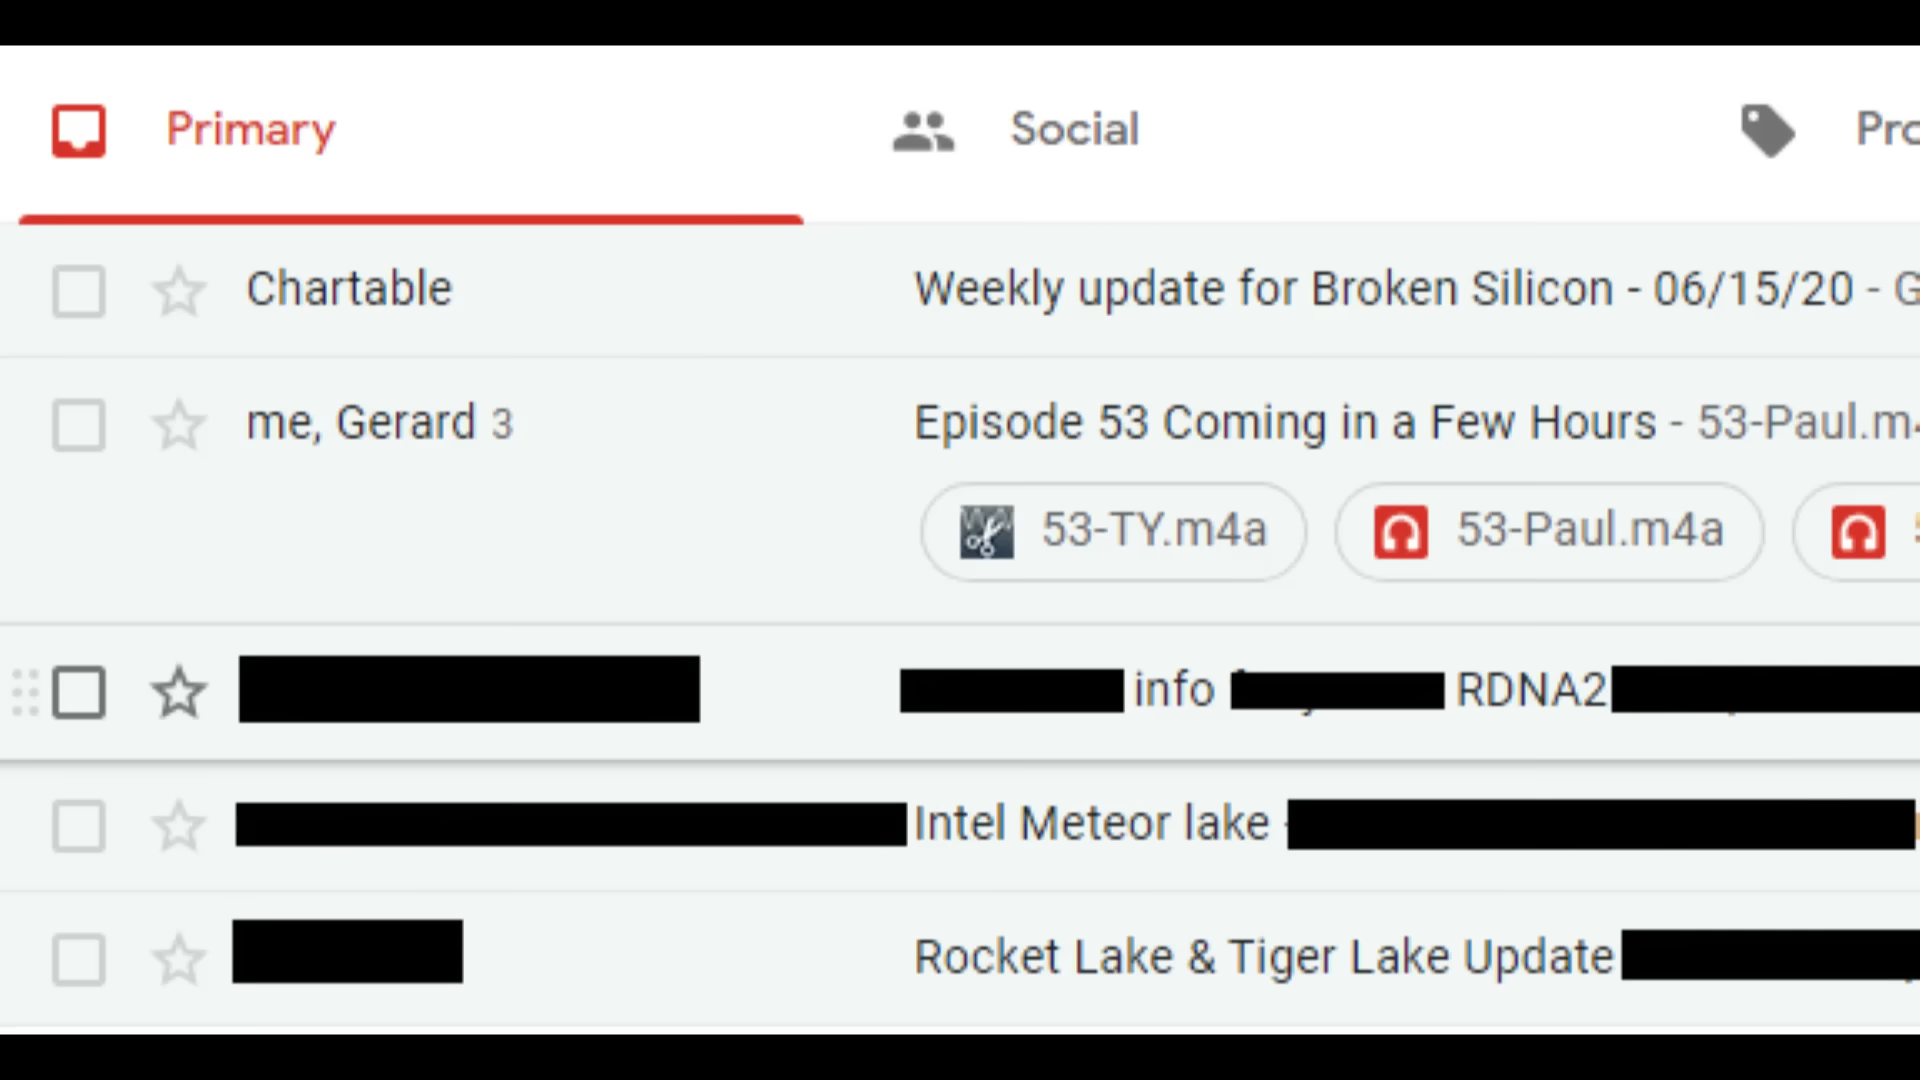 Primary Social
Chartable Weekly update for Broken Silicon - 06/15/20 -
me, Gerard 3 Episode 53 Coming in a Few Hours - 53-Paul.m4
53-TY.m4a 53-Paul.m4a
info RDNA2
Intel Meteor lake
Rocket Lake & Tiger Lake Update